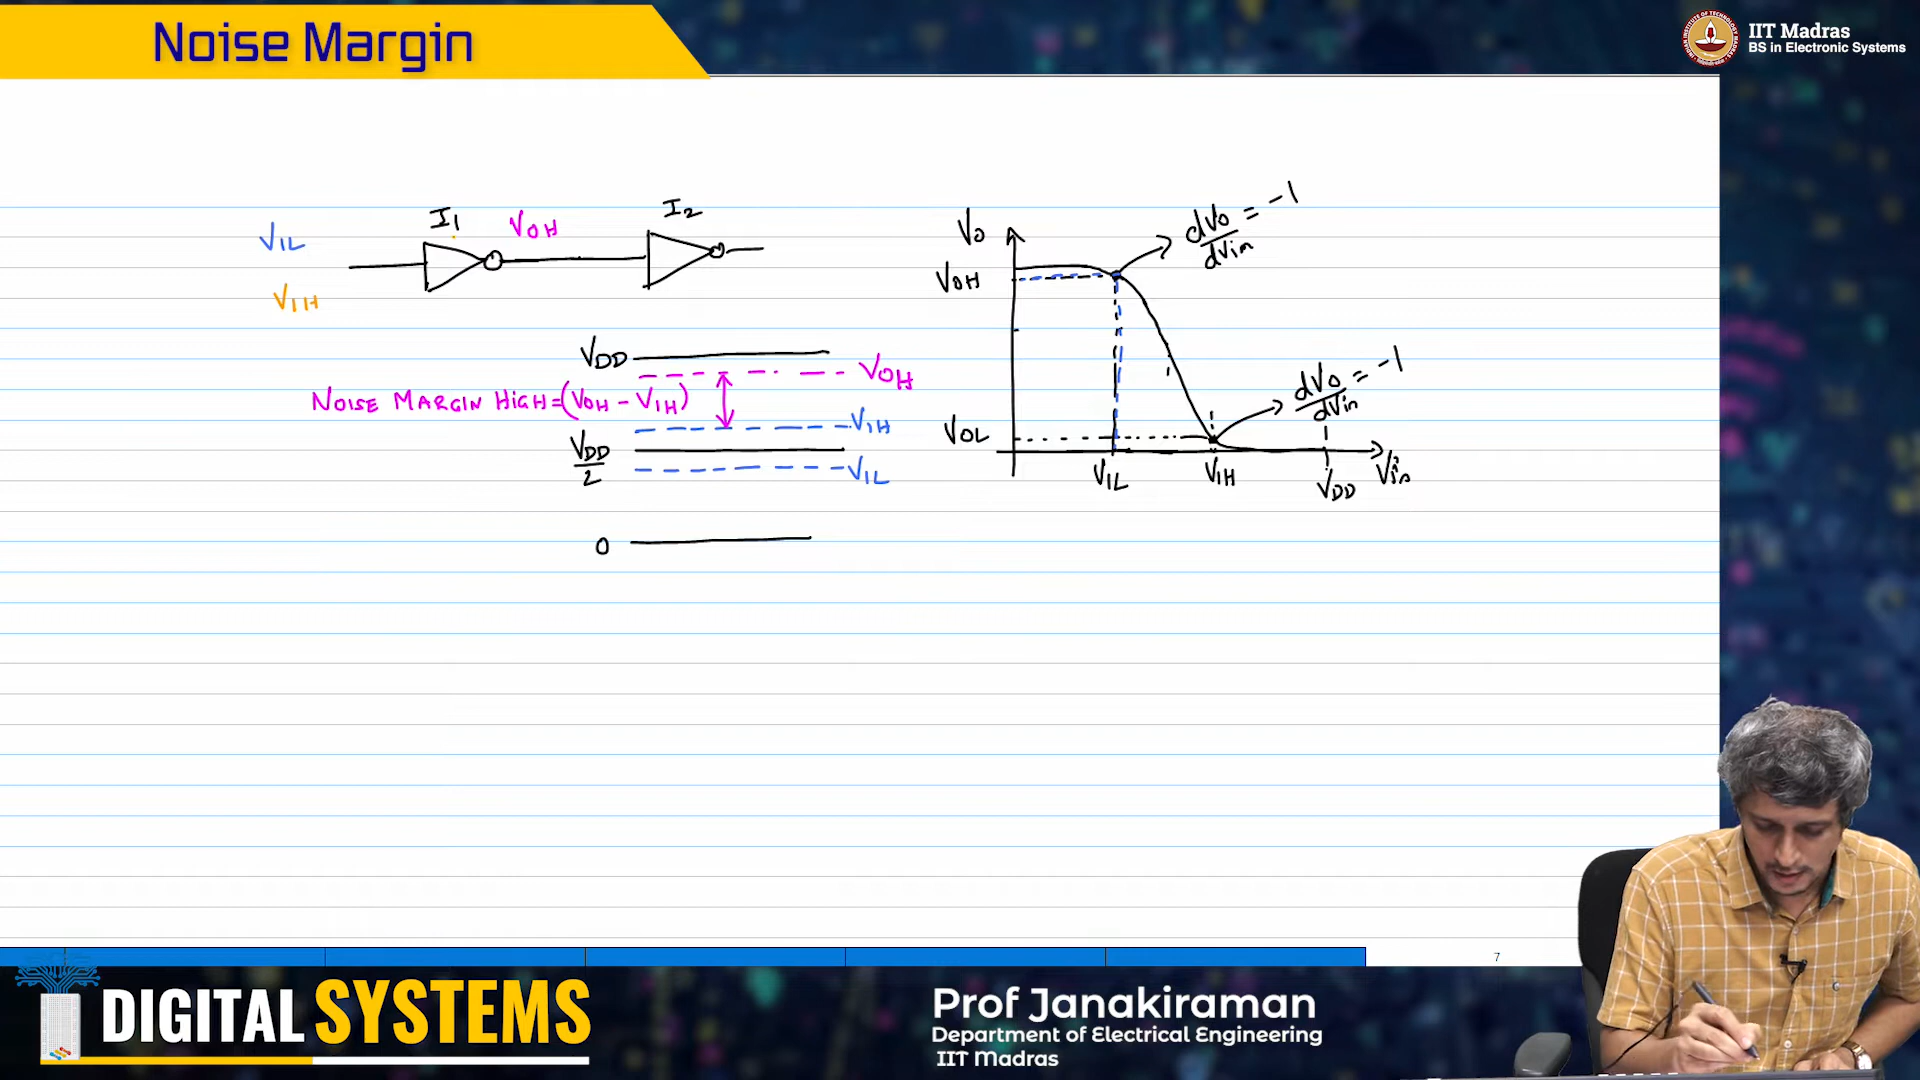 Noise Margin
IIT Madras
BS in Electronic Systems
I1
I2
VIL
VOH
VIH
VDD
VOH
NOISE MARGIN HIGH = (VOH - VIH)
VIH
VDD/2
VIL
0
VO
VOH
dVo/dVin = -1
dVo/dVin = -1
VOL
VIL
VIH
VDD
Vin
7
DIGITAL SYSTEMS
Prof Janakiraman
Department of Electrical Engineering
IIT Madras